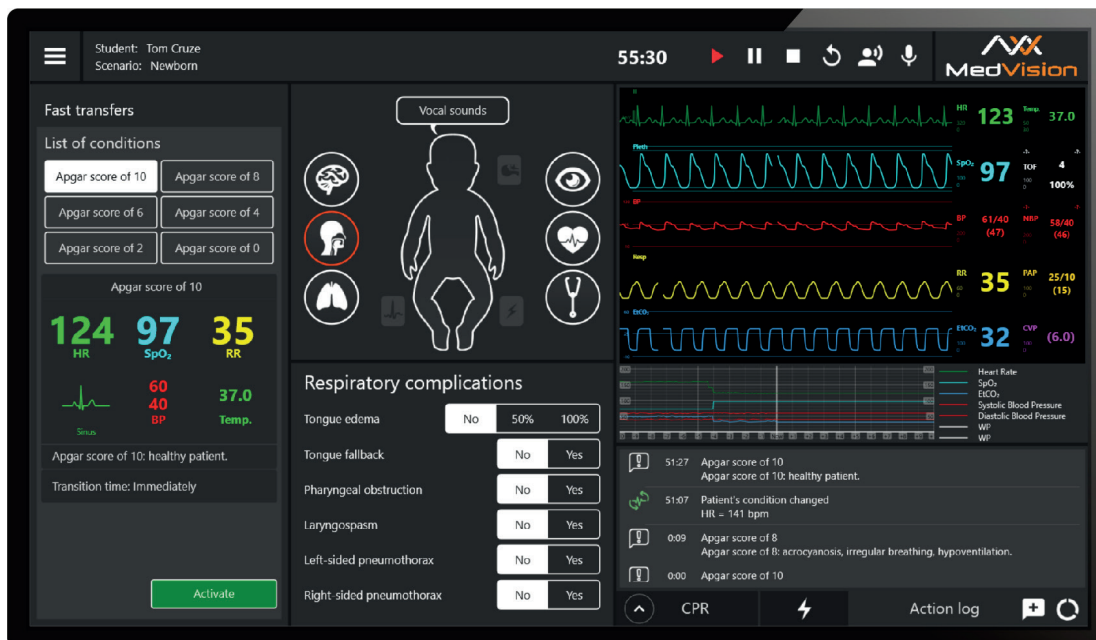 Student: Tom Cruze
Scenario: Newborn
55:30
MedVision
Fast transfers
List of conditions
Apgar score of 10
Apgar score of 8
Apgar score of 6
Apgar score of 4
Apgar score of 2
Apgar score of 0
Apgar score of 10
124
HR
97
SpO₂
35
RR
Sinus
60
40
BP
37.0
Temp.
Apgar score of 10: healthy patient.
Transition time: Immediately
Activate
Vocal sounds
Respiratory complications
Tongue edema No 50% 100%
Tongue fallback No Yes
Pharyngeal obstruction No Yes
Laryngospasm No Yes
Left-sided pneumothorax No Yes
Right-sided pneumothorax No Yes
II
HR 123 Temp. 37.0
Pleth
SpO₂ 97 TOF 4
100%
BP
BP 61/40 (47) NBP 58/40 (46)
Resp
RR 35 PAP 25/10 (15)
EtCO₂
EtCO₂ 32 CVP (6.0)
Heart Rate
SpO₂
EtCO₂
Systolic Blood Pressure
Diastolic Blood Pressure
WP
WP
51:27 Apgar score of 10
Apgar score of 10: healthy patient.
51:07 Patient's condition changed
HR = 141 bpm
0:09 Apgar score of 8
Apgar score of 8: acrocyanosis, irregular breathing, hypoventilation.
0:00 Apgar score of 10
CPR
Action log